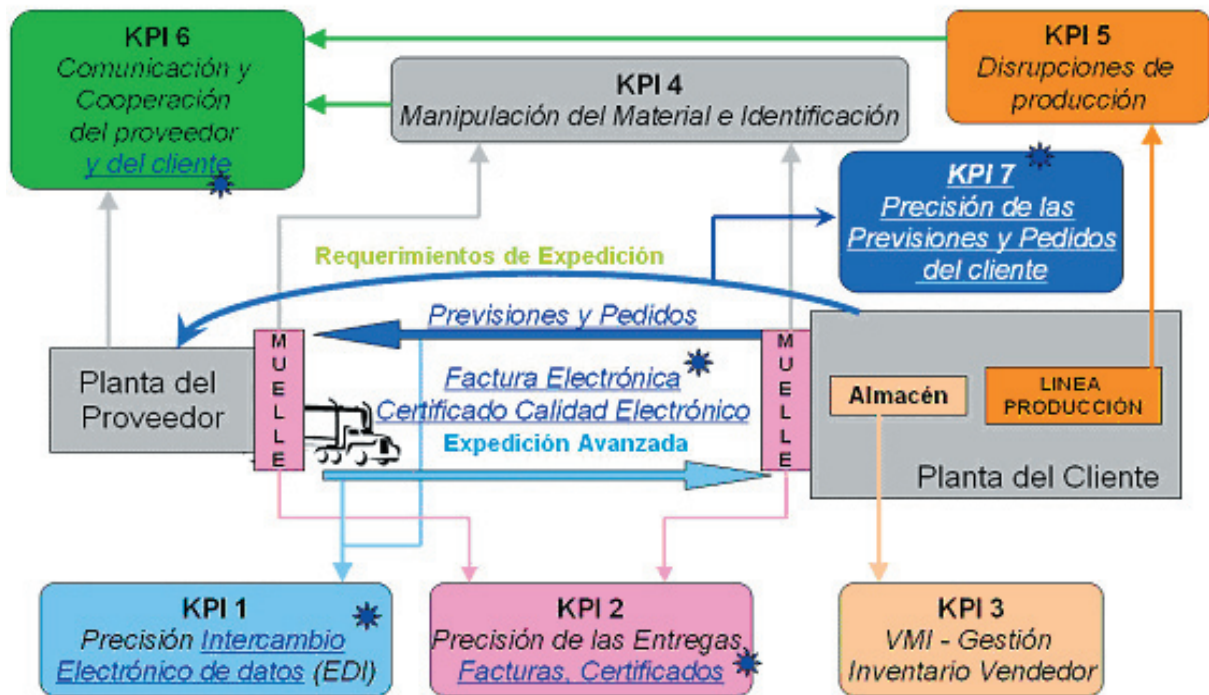 KPI 6
Comunicación y
Cooperación
del proveedor
y del cliente
KPI 5
Disrupciones de
producción
KPI 4
Manipulación del Material e Identificación
KPI 7
Precisión de las
Previsiones y Pedidos
del cliente
Requerimientos de Expedición
Previsiones y Pedidos
Factura Electrónica
Certificado Calidad Electrónico
Expedición Avanzada
Planta del
Proveedor
MUELLE
MUELLE
Almacén
LINEA
PRODUCCIÓN
Planta del Cliente
KPI 1
Precisión Intercambio
Electrónico de datos (EDI)
KPI 2
Precisión de las Entregas,
Facturas, Certificados
KPI 3
VMI - Gestión
Inventario Vendedor